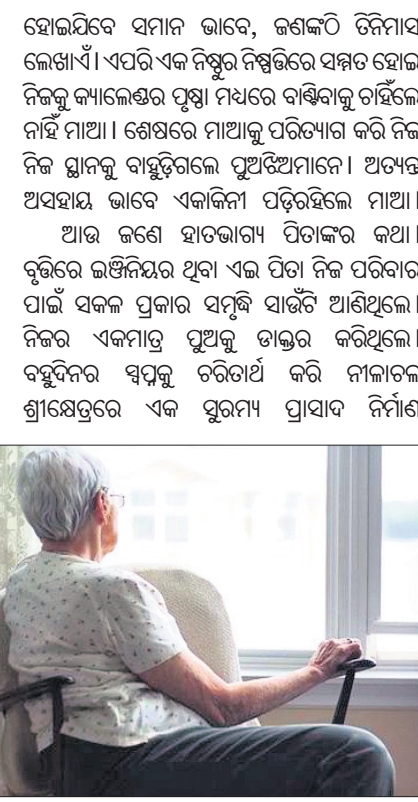 ହୋଇଯିବେ ସମାନ ଭାବେ, ଜଣଙ୍କଠି ତିନିମାସ
ଲେଖାଏଁ। ଏପରି ଏକ ନିଷ୍ଠୁର ନିଷ୍ପତ୍ତିରେ ସମ୍ମତ ହୋଇ
ନିଜକୁ କ୍ୟାଲେଣ୍ଡର ପୃଷ୍ଠା ମଧ୍ୟରେ ବାଣ୍ଟିବାକୁ ଚାହିଁଲେ
ନାହିଁ ମାଆ। ଶେଷରେ ମାଆକୁ ପରିତ୍ୟାଗ କରି ନିଜ
ନିଜ ସ୍ଥାନକୁ ବାହୁଡ଼ିଗଲେ ପୁଅଝିଅମାନେ। ଅତ୍ୟନ୍ତ
ଅସହାୟ ଭାବେ ଏକାକିନୀ ପଡ଼ିରହିଲେ ମାଆ।
ଆଉ ଜଣେ ହାତଭାଗ୍ୟ ପିତାଙ୍କର କଥା।
ବୃତ୍ତିରେ ଇଞ୍ଜିନିୟର ଥିବା ଏଇ ପିତା ନିଜ ପରିବାର
ପାଇଁ ସକଳ ପ୍ରକାର ସମୃଦ୍ଧି ସାଉଁଟି ଆଣିଥିଲେ।
ନିଜର ଏକମାତ୍ର ପୁଅକୁ ଡାକ୍ତର କରିଥିଲେ।
ବହୁଦିନର ସ୍ୱପ୍ନକୁ ଚରିତାର୍ଥ କରି ନୀଳାଚଳ
ଶ୍ରୀକ୍ଷେତ୍ରରେ ଏକ ସୁରମ୍ୟ ପ୍ରାସାଦ ନିର୍ମାଣ